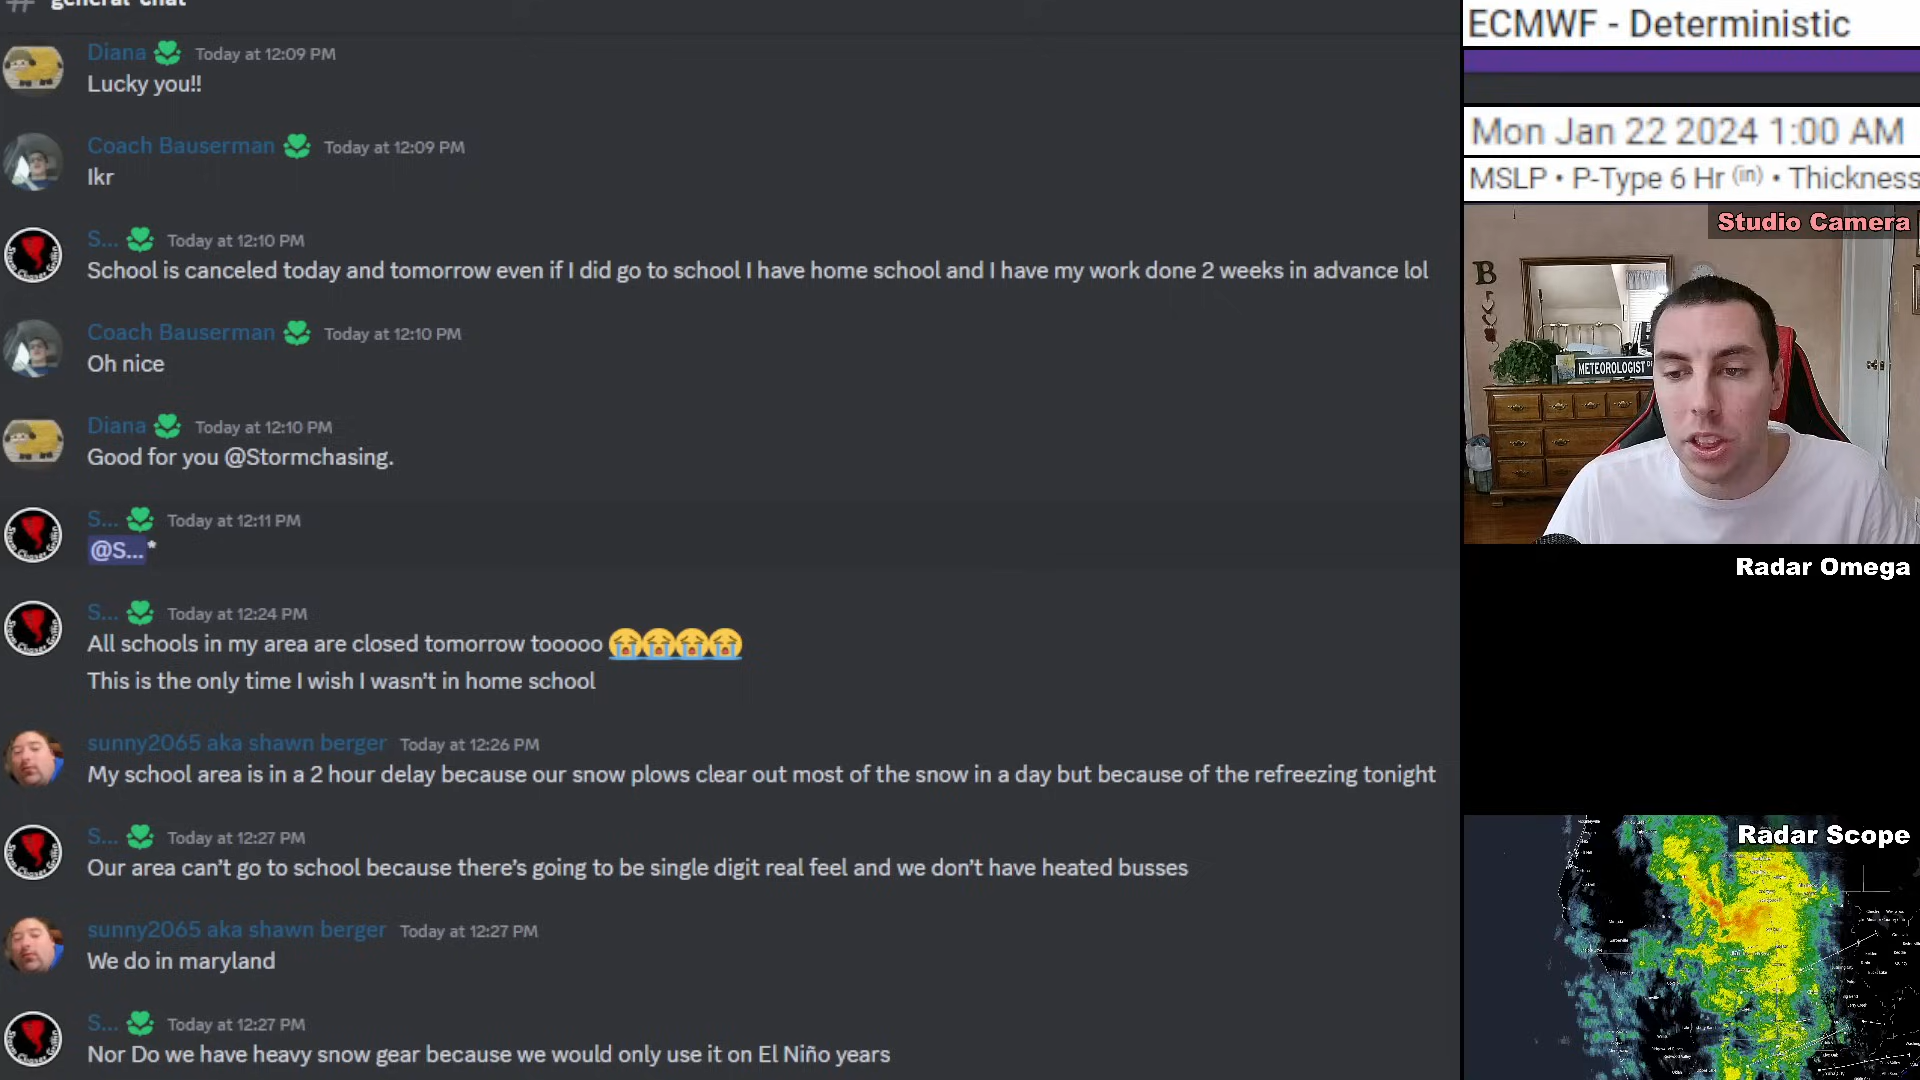 general-chat
Diana Today at 12:09 PM
Lucky you!!
Coach Bauserman Today at 12:09 PM
Ikr
S... Today at 12:10 PM
School is canceled today and tomorrow even if I did go to school I have home school and I have my work done 2 weeks in advance lol
Coach Bauserman Today at 12:10 PM
Oh nice
Diana Today at 12:10 PM
Good for you @Stormchasing.
S... Today at 12:11 PM
@S... *
S... Today at 12:24 PM
All schools in my area are closed tomorrow tooooo 😭😭😭😭
This is the only time I wish I wasn't in home school
sunny2065 aka shawn berger Today at 12:26 PM
My school area is in a 2 hour delay because our snow plows clear out most of the snow in a day but because of the refreezing tonight
S... Today at 12:27 PM
Our area can't go to school because there's going to be single digit real feel and we don't have heated busses
sunny2065 aka shawn berger Today at 12:27 PM
We do in maryland
S... Today at 12:27 PM
Nor Do we have heavy snow gear because we would only use it on El Niño years
ECMWF - Deterministic
Mon Jan 22 2024 1:00 AM
MSLP • P-Type 6 Hr (in) • Thickness
Studio Camera
B
METEOROLOGIST
Radar Omega
Radar Scope